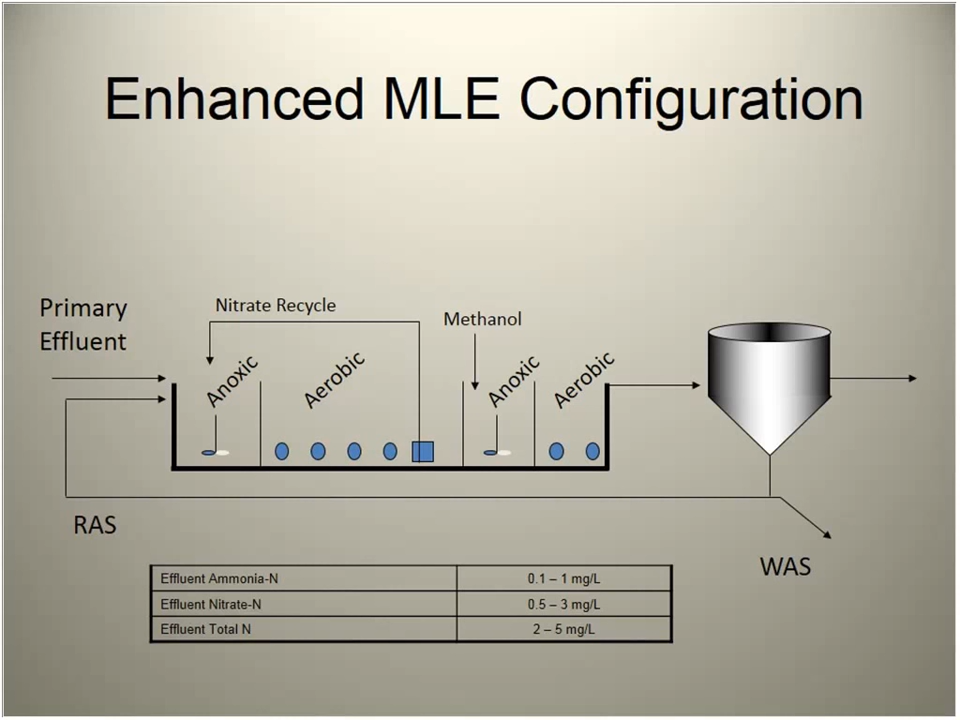 Enhanced MLE Configuration
Primary
Effluent
Nitrate Recycle
Methanol
Anoxic
Aerobic
Anoxic
Aerobic
RAS
WAS
Effluent Ammonia-N 0.1 – 1 mg/L
Effluent Nitrate-N 0.5 – 3 mg/L
Effluent Total N 2 – 5 mg/L